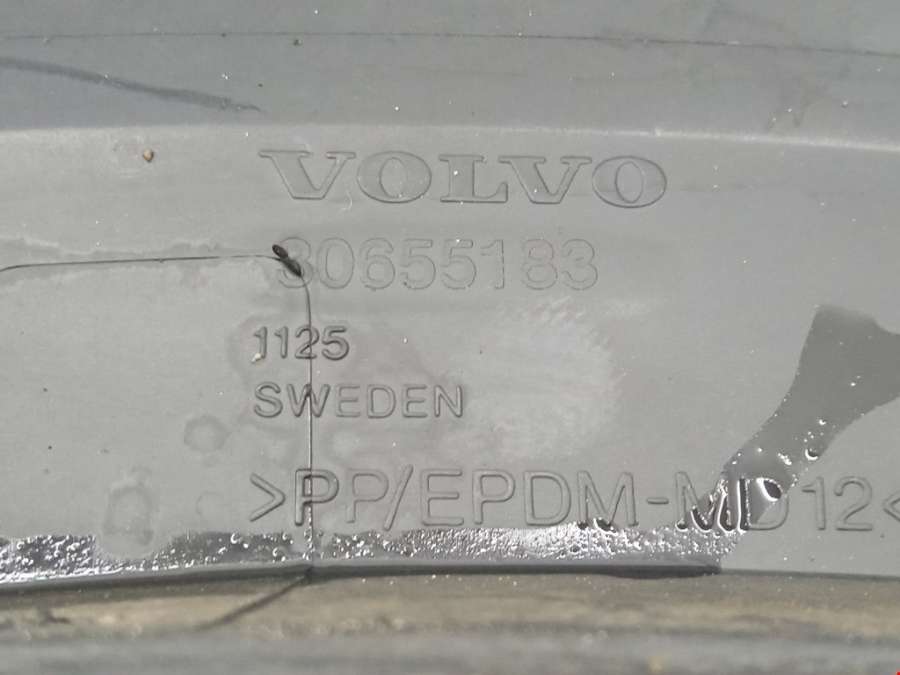 VOLVO
30655183
1125
SWEDEN
>PP/EPDM-MD12<